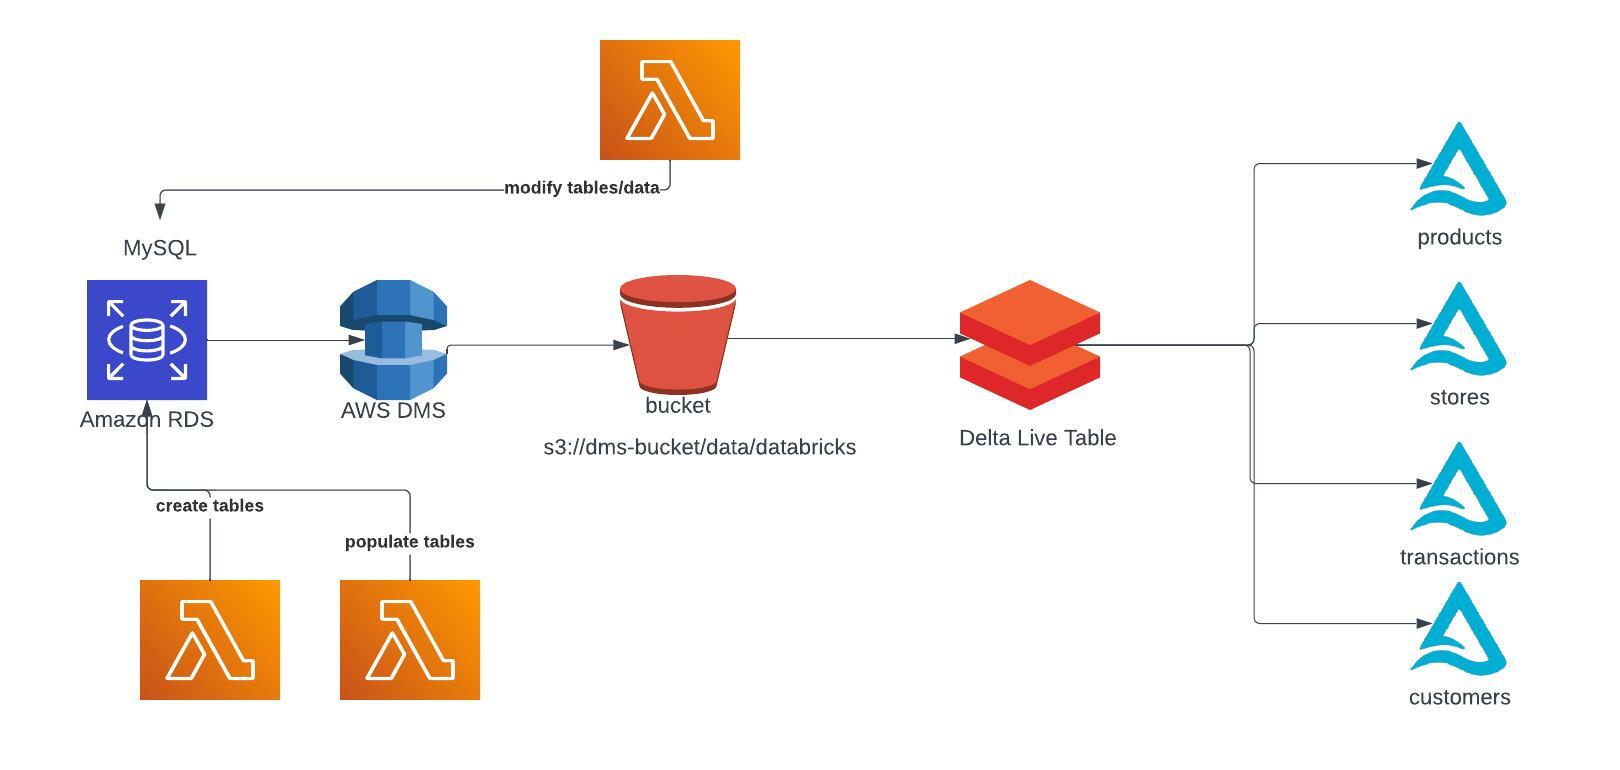 modify tables/data
MySQL
Amazon RDS
AWS DMS
bucket
s3://dms-bucket/data/databricks
Delta Live Table
create tables
populate tables
products
stores
transactions
customers